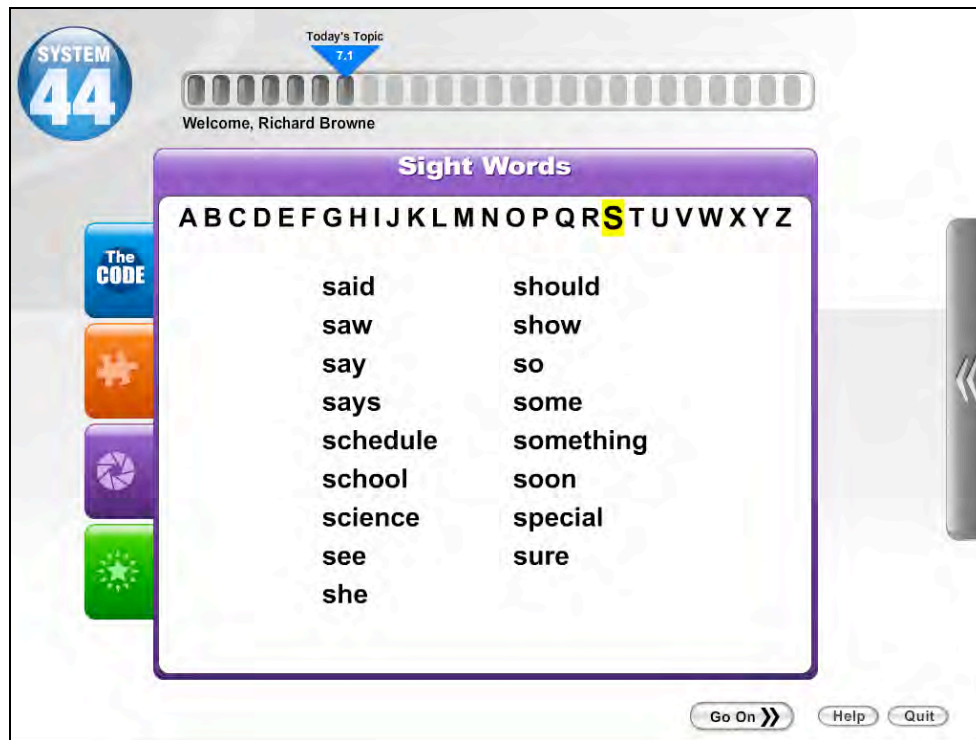 Today's Topic
7.1
SYSTEM
44
Welcome, Richard Browne
Sight Words
A B C D E F G H I J K L M N O P Q R S T U V W X Y Z
The
CODE
said
saw
say
says
schedule
school
science
see
she
should
show
so
some
something
soon
special
sure
Go On
Help
Quit